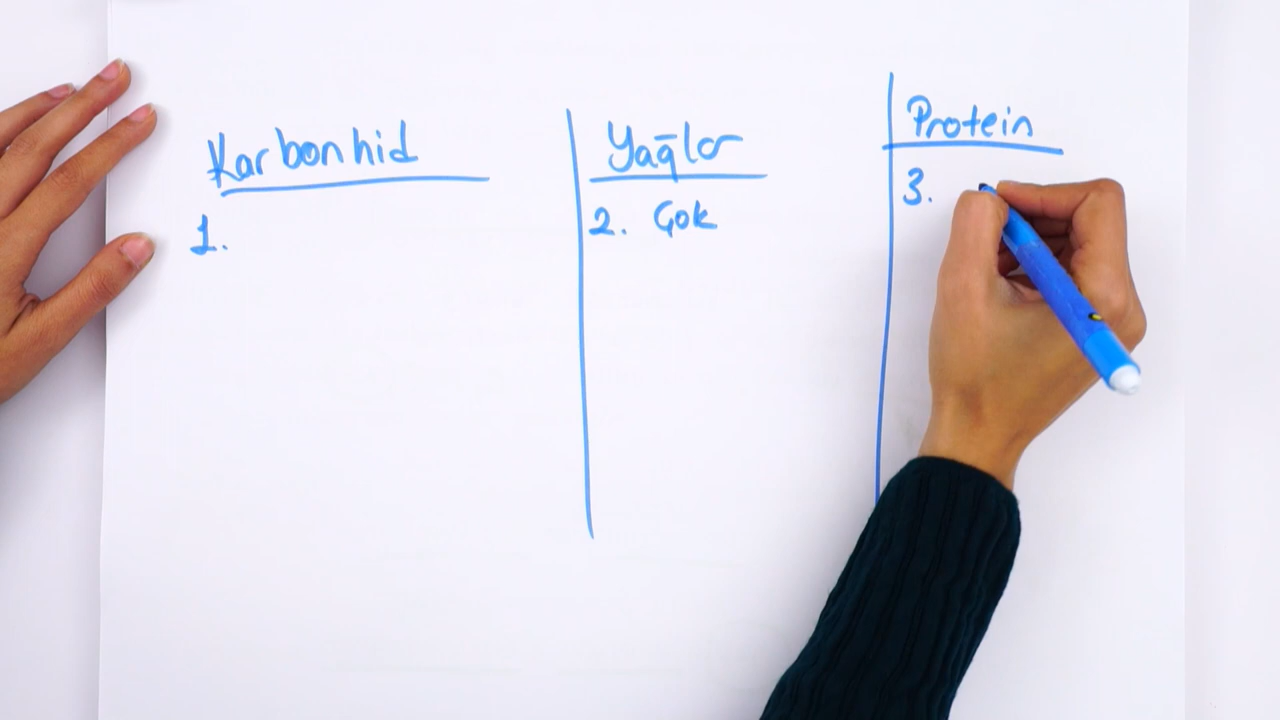 Karbonhid
1.
Yağlar
2. Çok
Protein
3.